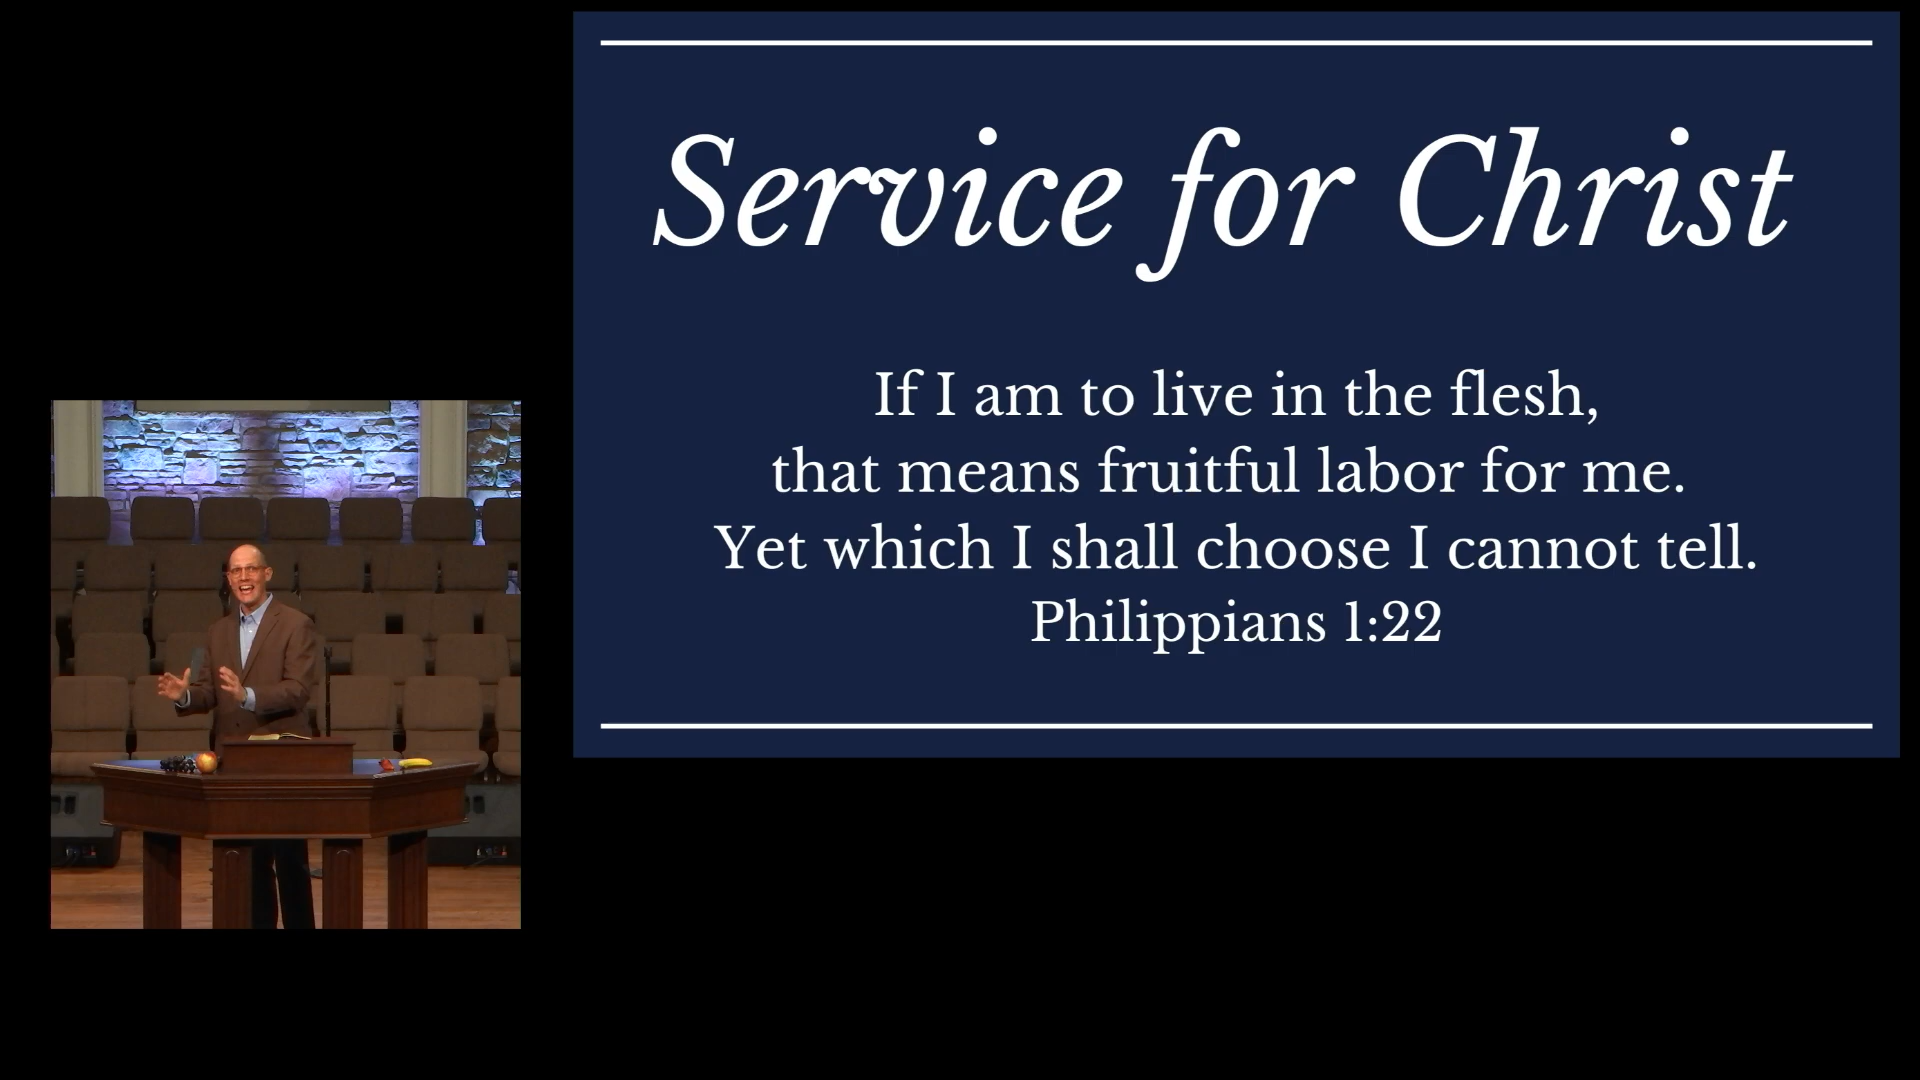 Service for Christ
If I am to live in the flesh,
that means fruitful labor for me.
Yet which I shall choose I cannot tell.
Philippians 1:22